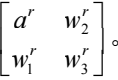 [ a^r w_2^r
w_1^r w_3^r ] 。